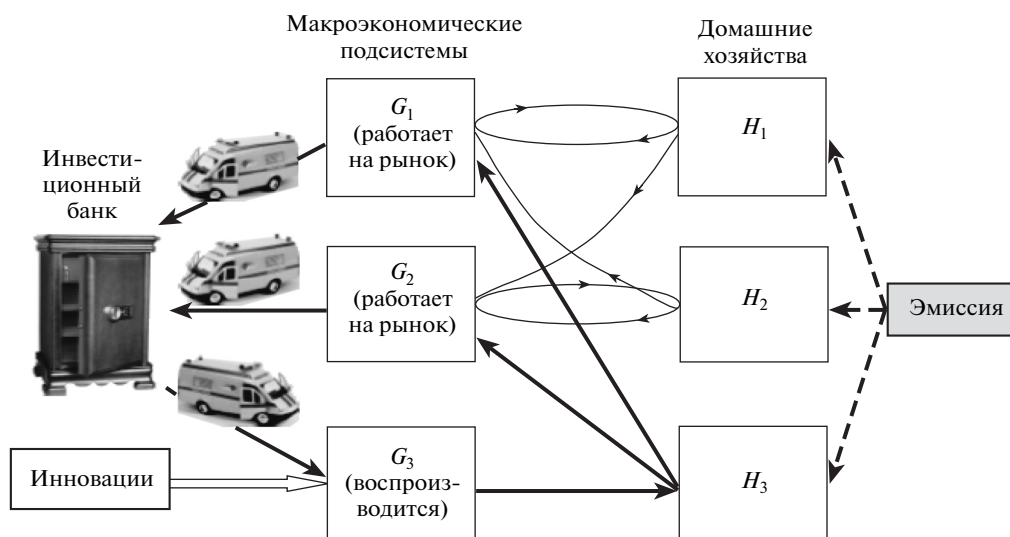 Макроэкономические
подсистемы
Домашние
хозяйства
G1
(работает
на рынок)
H1
Инвести-
ционный
банк
G2
(работает
на рынок)
H2
Эмиссия
Инновации
G3
(воспроиз-
водится)
H3